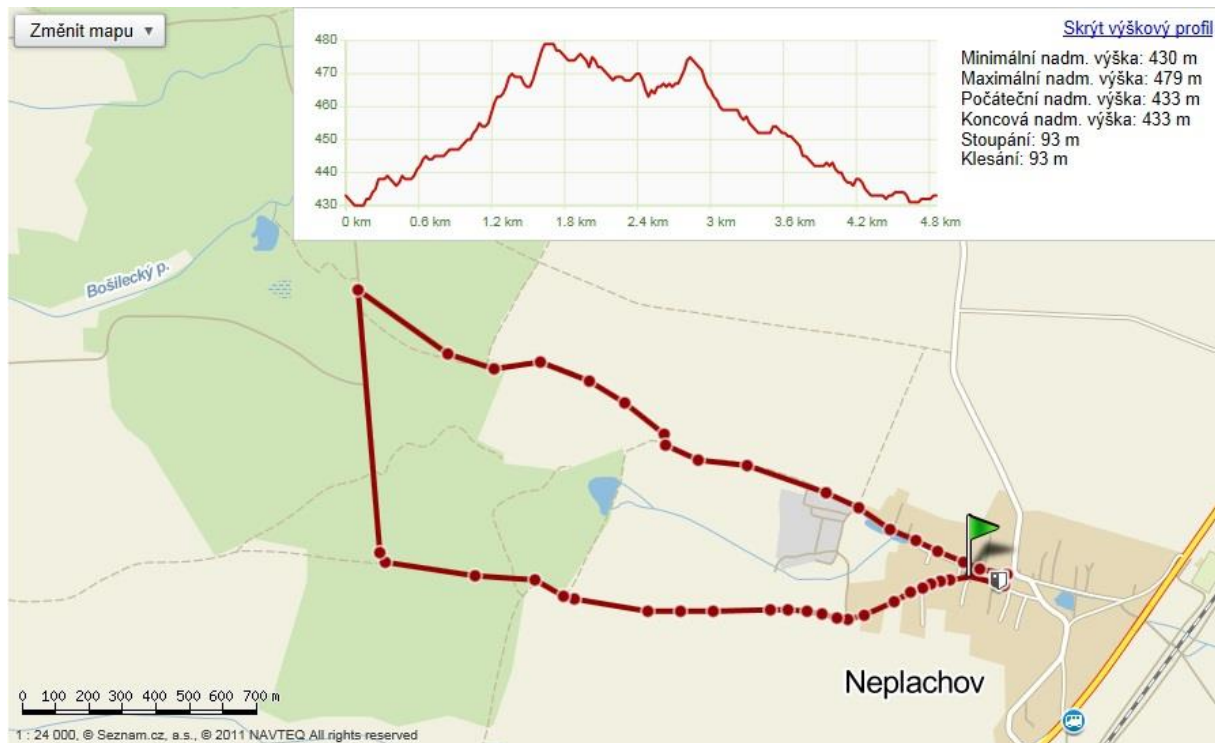 Změnit mapu
Skrýt výškový profil
480
470
460
450
440
430
0 km 0.6 km 1.2 km 1.8 km 2.4 km 3 km 3.6 km 4.2 km 4.8 km
Minimální nadm. výška: 430 m
Maximální nadm. výška: 479 m
Počáteční nadm. výška: 433 m
Koncová nadm. výška: 433 m
Stoupání: 93 m
Klesání: 93 m
Bošilecký p.
Neplachov
0 100 200 300 400 500 600 700 m
1 : 24 000, © Seznam.cz, a.s., © 2011 NAVTEQ All rights reserved